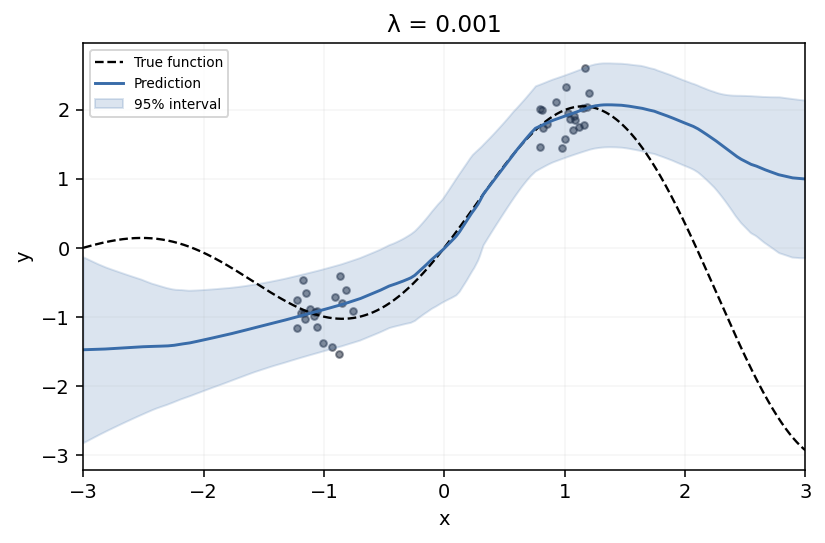 λ = 0.001
True function
Prediction
95% interval
y
2
1
0
−1
−2
−3
−3 −2 −1 0 1 2 3
x